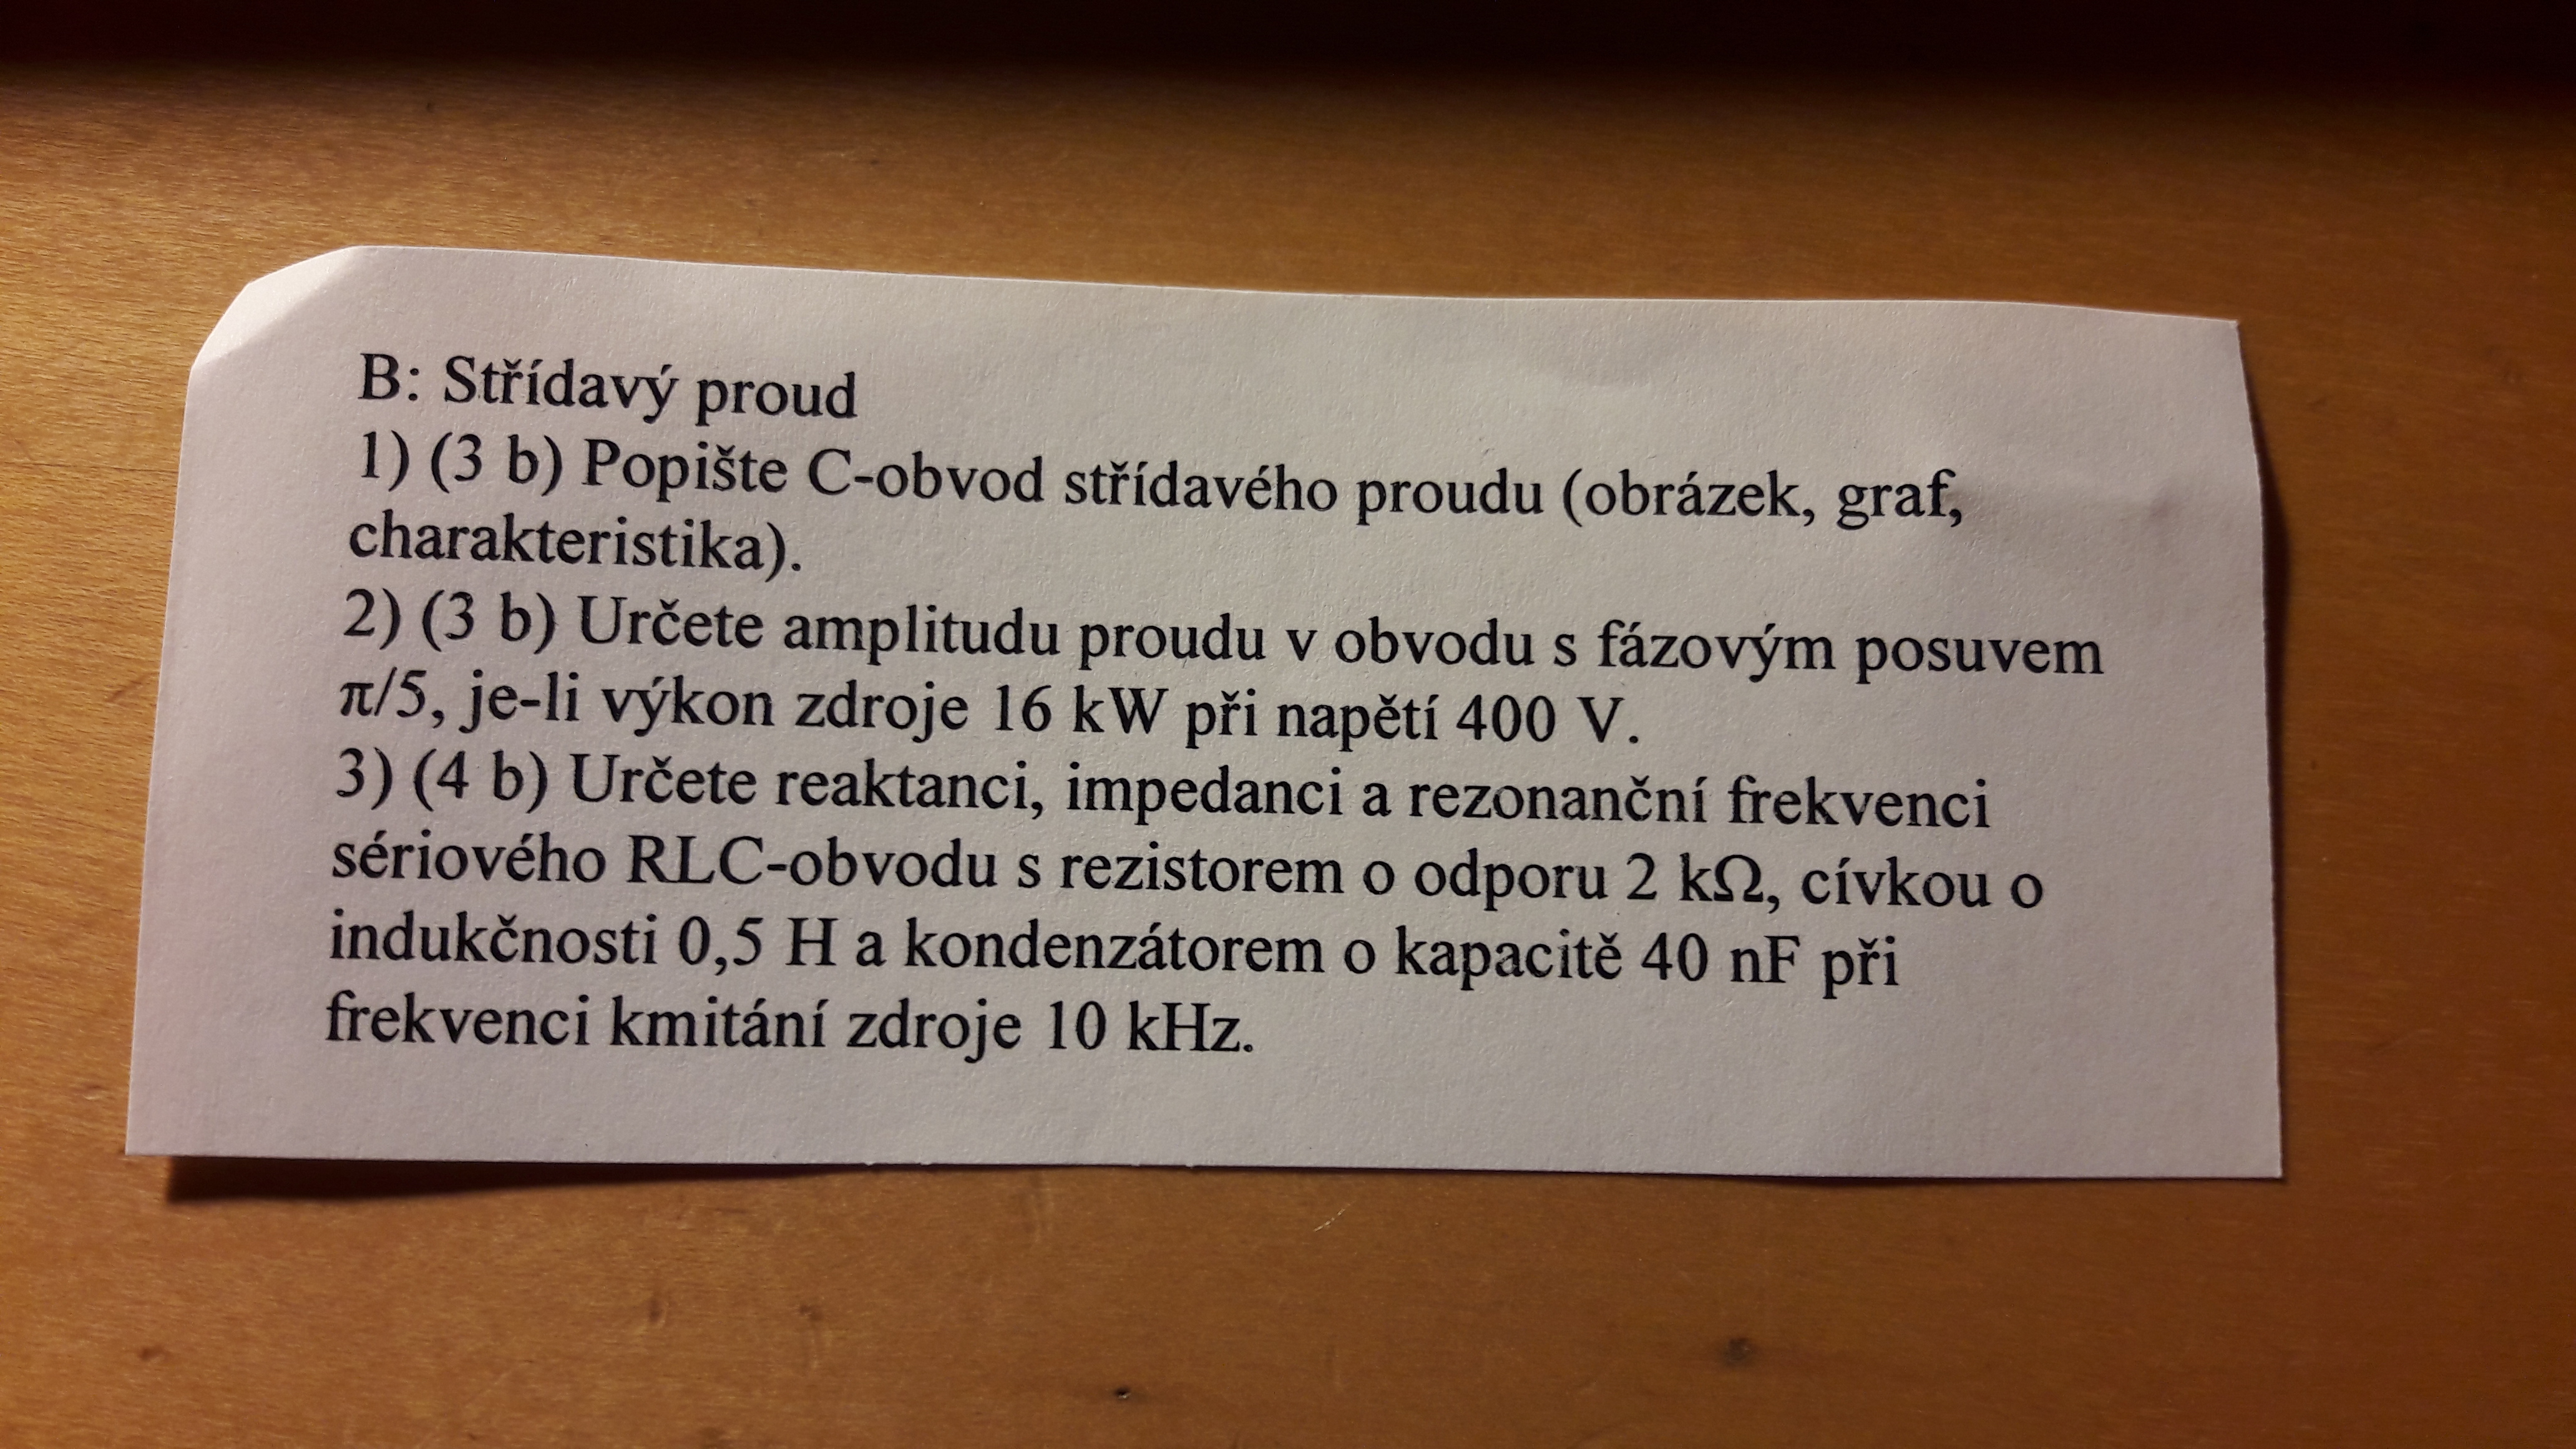 B: Střídavý proud
1) (3 b) Popište C-obvod střídavého proudu (obrázek, graf,
charakteristika).
2) (3 b) Určete amplitudu proudu v obvodu s fázovým posuvem
π/5, je-li výkon zdroje 16 kW při napětí 400 V.
3) (4 b) Určete reaktanci, impedanci a rezonanční frekvenci
sériového RLC-obvodu s rezistorem o odporu 2 kΩ, cívkou o
indukčnosti 0,5 H a kondenzátorem o kapacitě 40 nF při
frekvenci kmitání zdroje 10 kHz.